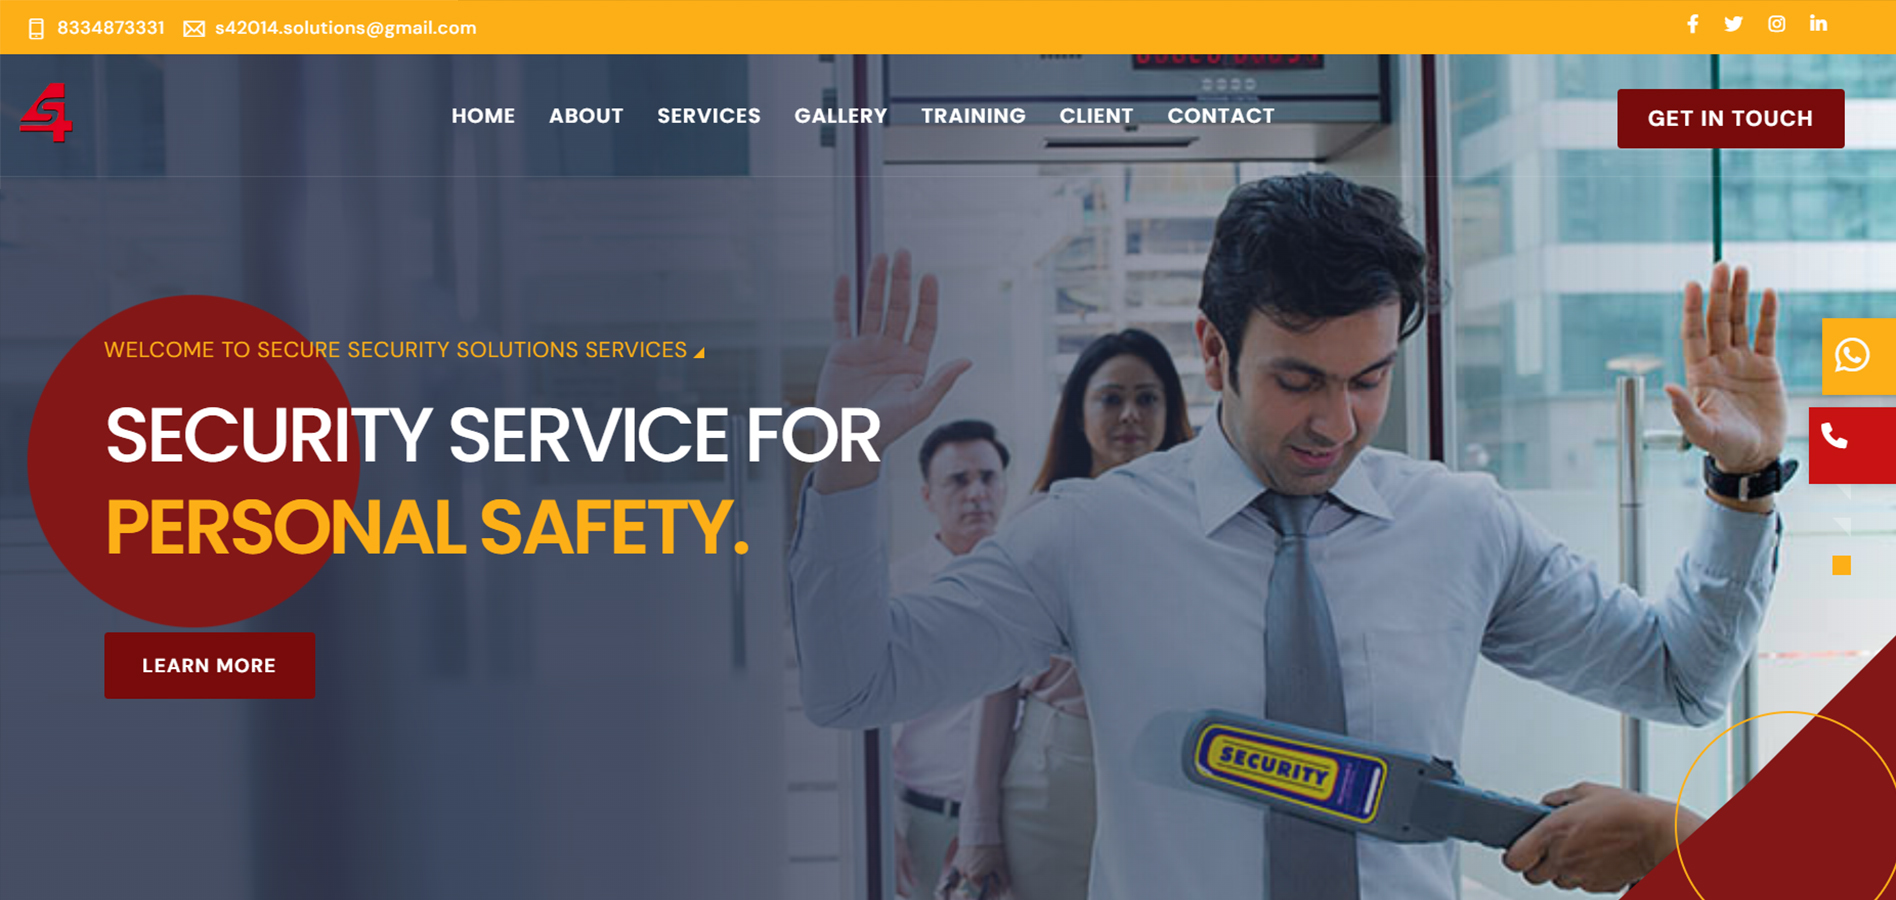 8334873331 s42014.solutions@gmail.com
S4
HOME ABOUT SERVICES GALLERY TRAINING CLIENT CONTACT
GET IN TOUCH
WELCOME TO SECURE SECURITY SOLUTIONS SERVICES
SECURITY SERVICE FOR
PERSONAL SAFETY.
LEARN MORE
SECURITY